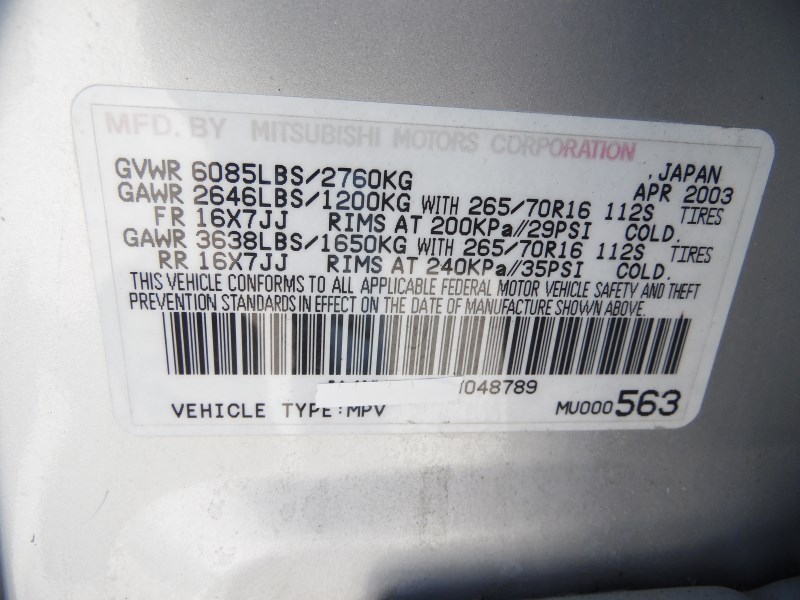 MFD. BY MITSUBISHI MOTORS CORPORATION
GVWR 6085LBS/2760KG , JAPAN
APR 2003
GAWR 2646LBS/1200KG WITH 265/70R16 112S TIRES
FR 16X7JJ RIMS AT 200KPa//29PSI COLD.
GAWR 3638LBS/1650KG WITH 265/70R16 112S TIRES
RR 16X7JJ RIMS AT 240KPa//35PSI COLD.
THIS VEHICLE CONFORMS TO ALL APPLICABLE FEDERAL MOTOR VEHICLE SAFETY AND THEFT
PREVENTION STANDARDS IN EFFECT ON THE DATE OF MANUFACTURE SHOWN ABOVE.
048789
VEHICLE TYPE:MPV MU000563